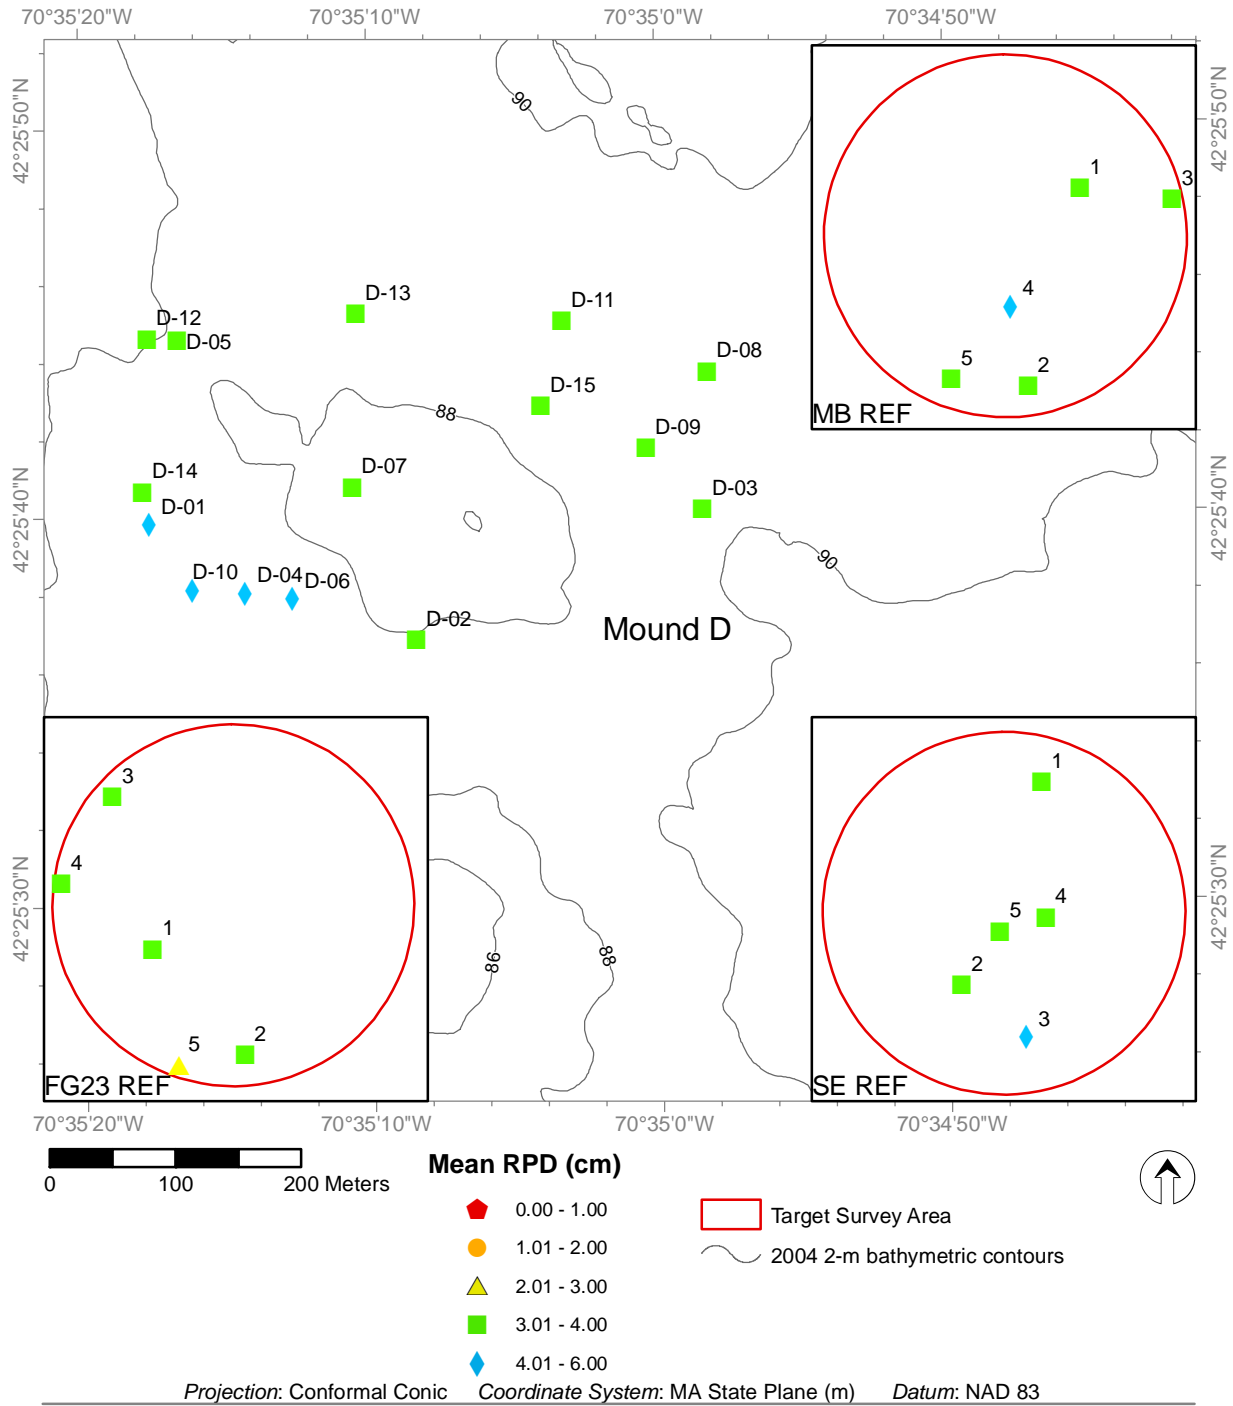 70°35'20"W 70°35'10"W 70°35'0"W 70°34'50"W
42°25'50"N
42°25'50"N
90
1
3
4
5
2
MB REF
D-13
D-11
D-12
D-05
D-08
D-15
88
D-09
D-07
D-14
D-03
D-01
42°25'40"N
42°25'40"N
90
D-10
D-04
D-06
D-02
Mound D
3
4
1
5
2
FG23 REF
1
4
5
2
3
SE REF
42°25'30"N
42°25'30"N
86
88
70°35'20"W 70°35'10"W 70°35'0"W 70°34'50"W
0 100 200 Meters
Mean RPD (cm)
0.00 - 1.00
1.01 - 2.00
2.01 - 3.00
3.01 - 4.00
4.01 - 6.00
Target Survey Area
2004 2-m bathymetric contours
Projection: Conformal Conic Coordinate System: MA State Plane (m) Datum: NAD 83